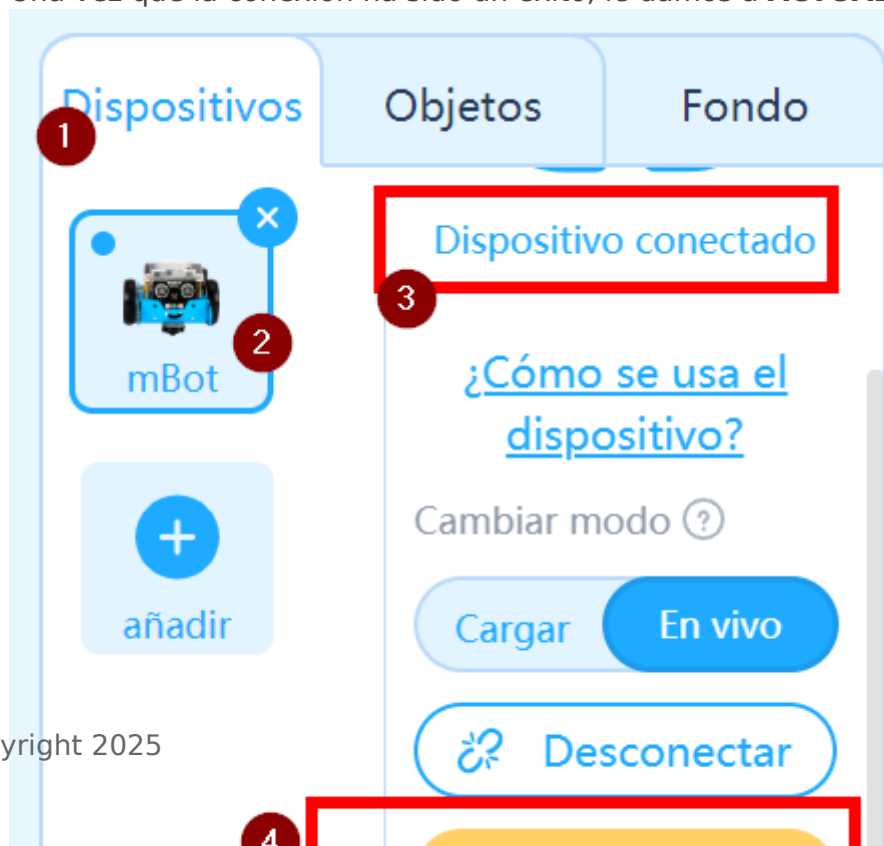 Dispositivos
Objetos
Fondo
1
Dispositivo conectado
3
2
mBot
¿Cómo se usa el
dispositivo?
Cambiar modo ?
añadir
Cargar
En vivo
yright 2025
Desconectar
4